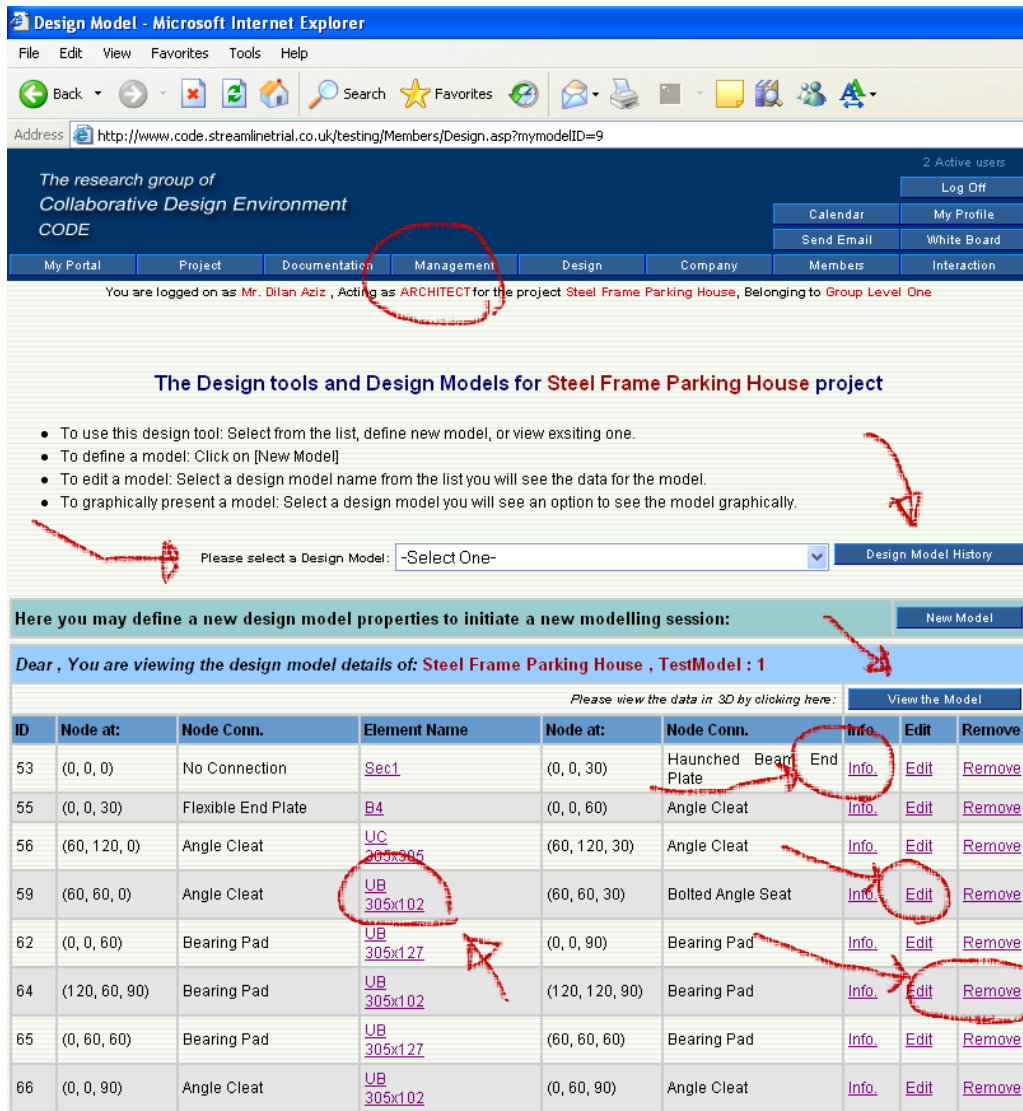 Design Model - Microsoft Internet Explorer
File Edit View Favorites Tools Help
Back Search Favorites
Address http://www.code.streamlinetrial.co.uk/testing/Members/Design.asp?mymodelID=9
The research group of
Collaborative Design Environment
CODE
2 Active users
Log Off
Calendar My Profile
Send Email White Board
My Portal Project Documentation Management Design Company Members Interaction
You are logged on as Mr. Dilan Aziz , Acting as ARCHITECT for the project Steel Frame Parking House, Belonging to Group Level One
The Design tools and Design Models for Steel Frame Parking House project
• To use this design tool: Select from the list, define new model, or view exsiting one.
• To define a model: Click on [New Model]
• To edit a model: Select a design model name from the list you will see the data for the model.
• To graphically present a model: Select a design model you will see an option to see the model graphically.
Please select a Design Model: -Select One- Design Model History
Here you may define a new design model properties to initiate a new modelling session: New Model
Dear , You are viewing the design model details of: Steel Frame Parking House , TestModel : 1
Please view the data in 3D by clicking here: View the Model
ID Node at: Node Conn. Element Name Node at: Node Conn. Info. Edit Remove
53 (0, 0, 0) No Connection Sec1 (0, 0, 30) Haunched Beam End Plate Info. Edit Remove
55 (0, 0, 30) Flexible End Plate B4 (0, 0, 60) Angle Cleat Info. Edit Remove
56 (60, 120, 0) Angle Cleat UC 305x305 (60, 120, 30) Angle Cleat Info. Edit Remove
59 (60, 60, 0) Angle Cleat UB 305x102 (60, 60, 30) Bolted Angle Seat Info. Edit Remove
62 (0, 0, 60) Bearing Pad UB 305x127 (0, 0, 90) Bearing Pad Info. Edit Remove
64 (120, 60, 90) Bearing Pad UB 305x102 (120, 120, 90) Bearing Pad Info. Edit Remove
65 (0, 60, 60) Bearing Pad UB 305x127 (60, 60, 60) Bearing Pad Info. Edit Remove
66 (0, 0, 90) Angle Cleat UB 305x102 (0, 60, 90) Angle Cleat Info. Edit Remove